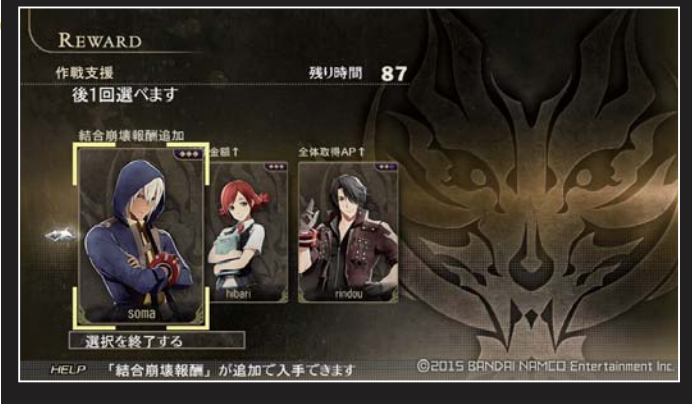 REWARD
作戦支援
残り時間 87
後1回選べます
結合崩壊報酬追加
金額↑
全体取得AP↑
soma
hibari
rindou
選択を終了する
HELP 「結合崩壊報酬」が追加で入手できます
©2015 BANDAI NAMCO Entertainment Inc.